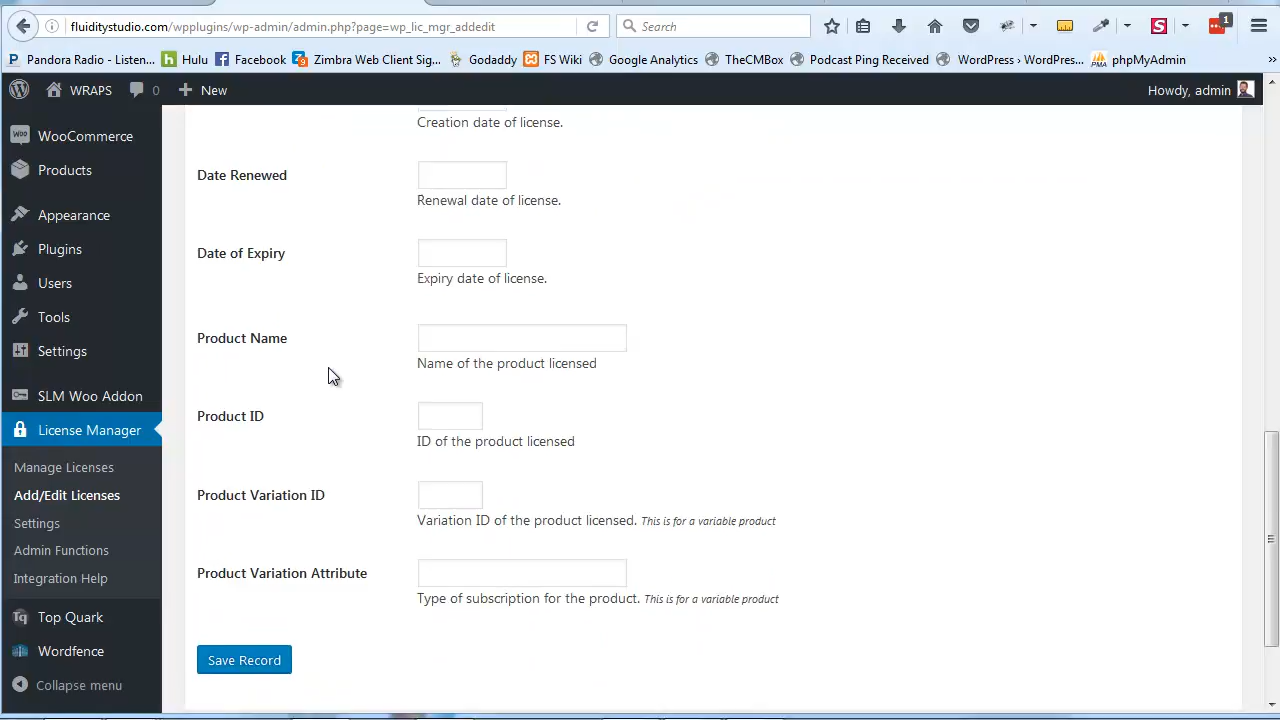 fluiditystudio.com/wpplugins/wp-admin/admin.php?page=wp_lic_mgr_addedit
Search
1
Pandora Radio - Listen...
Hulu
Facebook
Zimbra Web Client Sig...
Godaddy
FS Wiki
Google Analytics
TheCMBox
Podcast Ping Received
WordPress › WordPress...
PMA
phpMyAdmin
»
WRAPS
0
New
Howdy, admin
Woo
WooCommerce
Products
Appearance
Plugins
Users
Tools
Settings
SLM Woo Addon
License Manager
Manage Licenses
Add/Edit Licenses
Settings
Admin Functions
Integration Help
Tq
Top Quark
Wordfence
Collapse menu
Creation date of license.
Date Renewed
Renewal date of license.
Date of Expiry
Expiry date of license.
Product Name
Name of the product licensed
Product ID
ID of the product licensed
Product Variation ID
Variation ID of the product licensed. This is for a variable product
Product Variation Attribute
Type of subscription for the product. This is for a variable product
Save Record